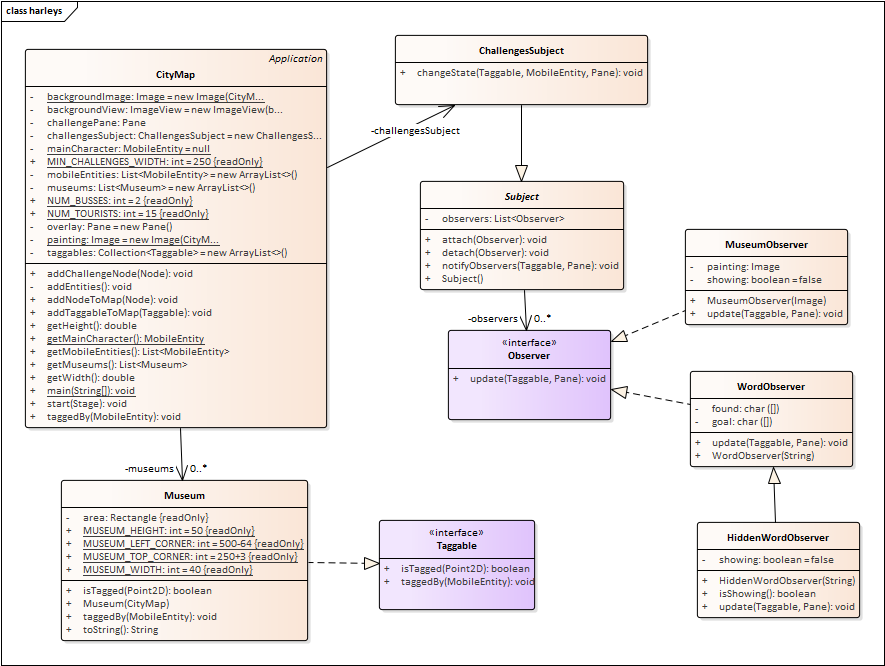 class harleys
Application
CityMap
- backgroundImage: Image = new Image(CityM...
- backgroundView: ImageView = new ImageView(b...
- challengePane: Pane
- challengesSubject: ChallengesSubject = new ChallengesS...
- mainCharacter: MobileEntity = null
+ MIN_CHALLENGES_WIDTH: int = 250 {readOnly}
- mobileEntities: List<MobileEntity> = new ArrayList<>()
- museums: List<Museum> = new ArrayList<>()
+ NUM_BUSSES: int = 2 {readOnly}
+ NUM_TOURISTS: int = 15 {readOnly}
- overlay: Pane = new Pane()
- painting: Image = new Image(CityM...
- taggables: Collection<Taggable> = new ArrayList<>()
+ addChallengeNode(Node): void
- addEntities(): void
+ addNodeToMap(Node): void
+ addTaggableToMap(Taggable): void
+ getHeight(): double
+ getMainCharacter(): MobileEntity
+ getMobileEntities(): List<MobileEntity>
+ getMuseums(): List<Museum>
+ getWidth(): double
+ main(String[]): void
+ start(Stage): void
+ taggedBy(MobileEntity): void
-challengesSubject
ChallengesSubject
+ changeState(Taggable, MobileEntity, Pane): void
Subject
- observers: List<Observer>
+ attach(Observer): void
+ detach(Observer): void
+ notifyObservers(Taggable, Pane): void
+ Subject()
-observers 0..*
«interface»
Observer
+ update(Taggable, Pane): void
MuseumObserver
- painting: Image
- showing: boolean = false
+ MuseumObserver(Image)
+ update(Taggable, Pane): void
WordObserver
- found: char ([])
- goal: char ([])
+ update(Taggable, Pane): void
+ WordObserver(String)
HiddenWordObserver
- showing: boolean = false
+ HiddenWordObserver(String)
+ isShowing(): boolean
+ update(Taggable, Pane): void
-museums 0..*
Museum
- area: Rectangle {readOnly}
+ MUSEUM_HEIGHT: int = 50 {readOnly}
+ MUSEUM_LEFT_CORNER: int = 500-64 {readOnly}
+ MUSEUM_TOP_CORNER: int = 250+3 {readOnly}
+ MUSEUM_WIDTH: int = 40 {readOnly}
+ isTagged(Point2D): boolean
+ Museum(CityMap)
+ taggedBy(MobileEntity): void
+ toString(): String
«interface»
Taggable
+ isTagged(Point2D): boolean
+ taggedBy(MobileEntity): void